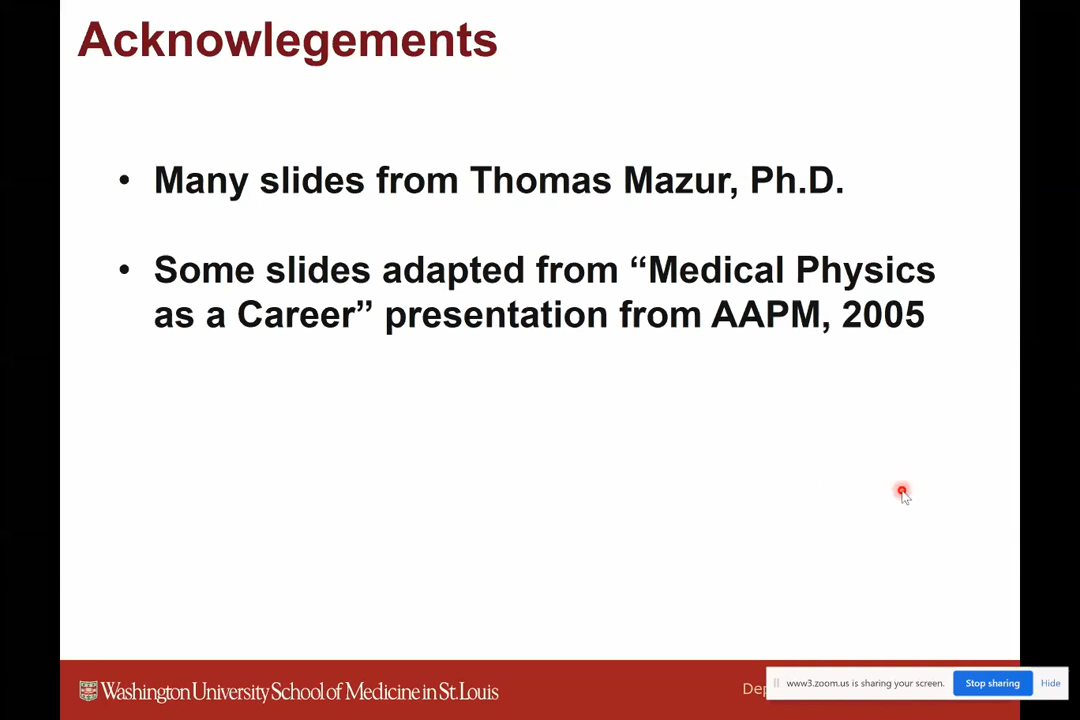 Acknowlegements
• Many slides from Thomas Mazur, Ph.D.
• Some slides adapted from “Medical Physics
as a Career” presentation from AAPM, 2005
Washington University School of Medicine in St. Louis
www3.zoom.us is sharing your screen.
Stop sharing
Hide